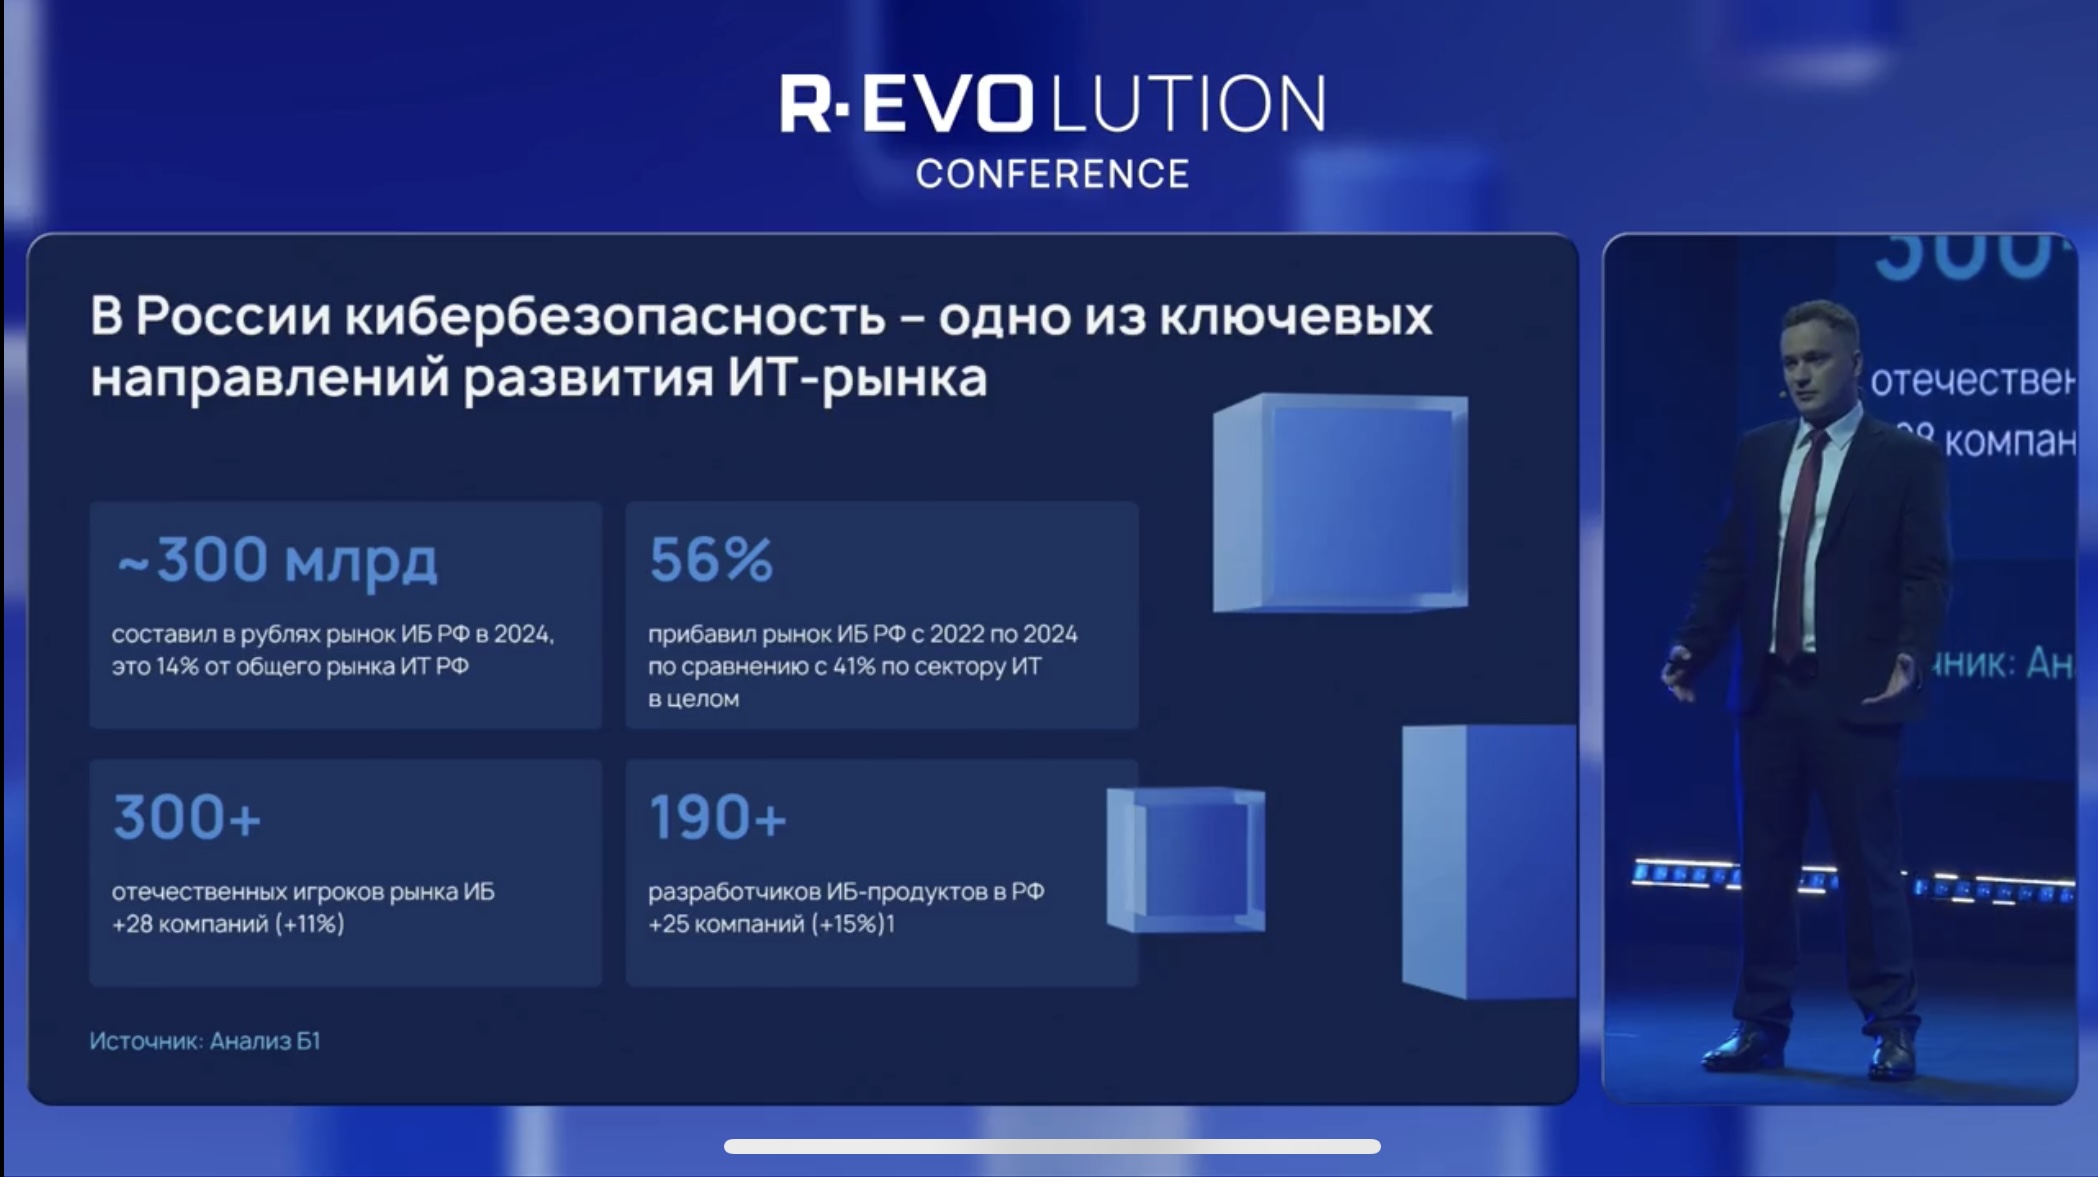 R·EVOLUTION
CONFERENCE
В России кибербезопасность – одно из ключевых
направлений развития ИТ-рынка
~300 млрд
составил в рублях рынок ИБ РФ в 2024,
это 14% от общего рынка ИТ РФ
56%
прибавил рынок ИБ РФ с 2022 по 2024
по сравнению с 41% по сектору ИТ
в целом
300+
отечественных игроков рынка ИБ
+28 компаний (+11%)
190+
разработчиков ИБ-продуктов в РФ
+25 компаний (+15%)1
Источник: Анализ Б1
300+
отечествен
28 компан
чник: Ан